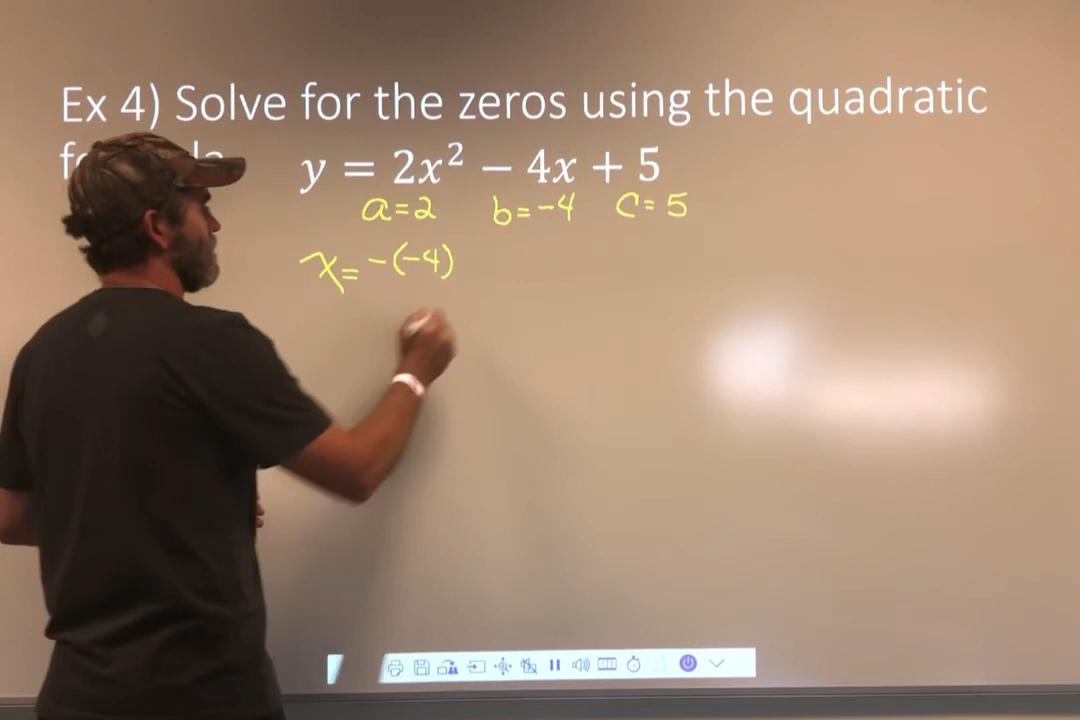 Ex 4) Solve for the zeros using the quadratic
y = 2x² − 4x + 5
a=2 b=-4 c=5
x= -(-4)